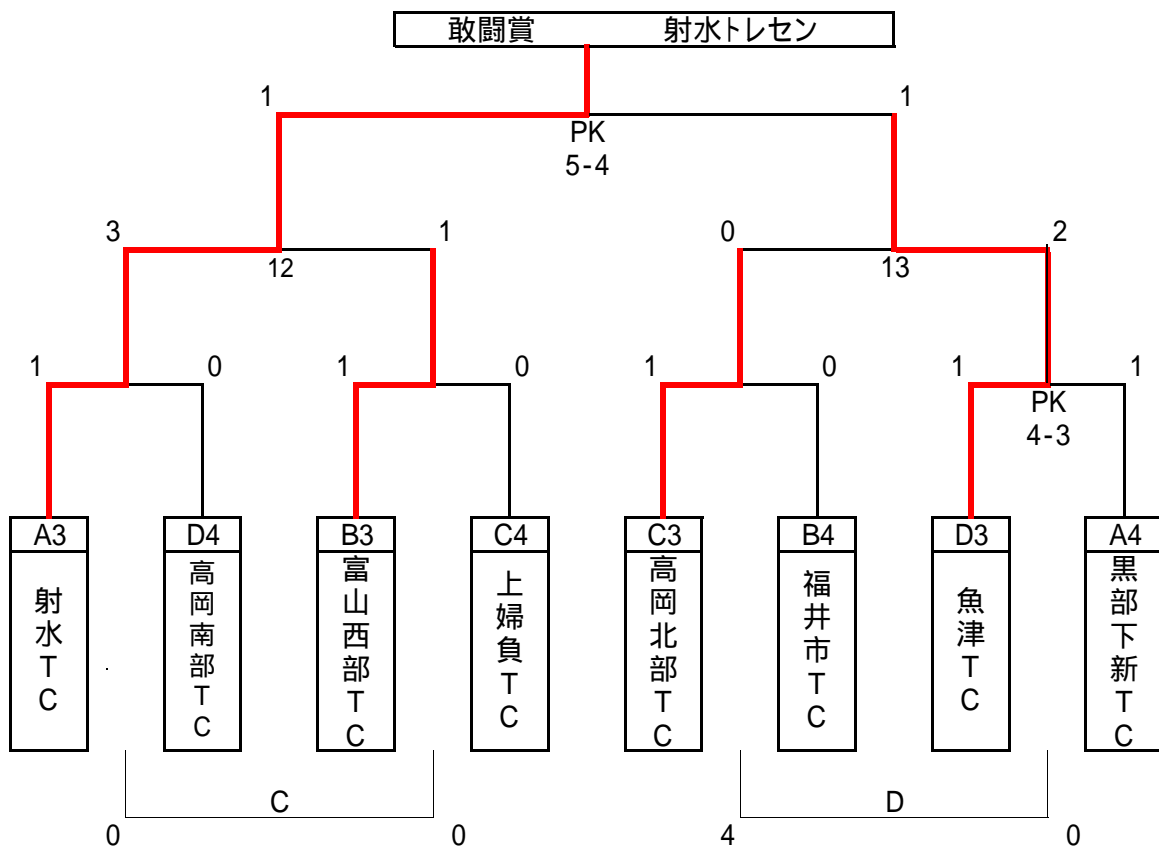 敢闘賞 射水トレセン
1 1
PK
5-4
3 1 0 2
12 13
1 0 1 0 1 0 1 1
PK
4-3
A3 D4 B3 C4 C3 B4 D3 A4
射水TC
高岡南部TC
富山西部TC
上婦負TC
高岡北部TC
福井市TC
魚津TC
黒部下新TC
C D
0 0 4 0